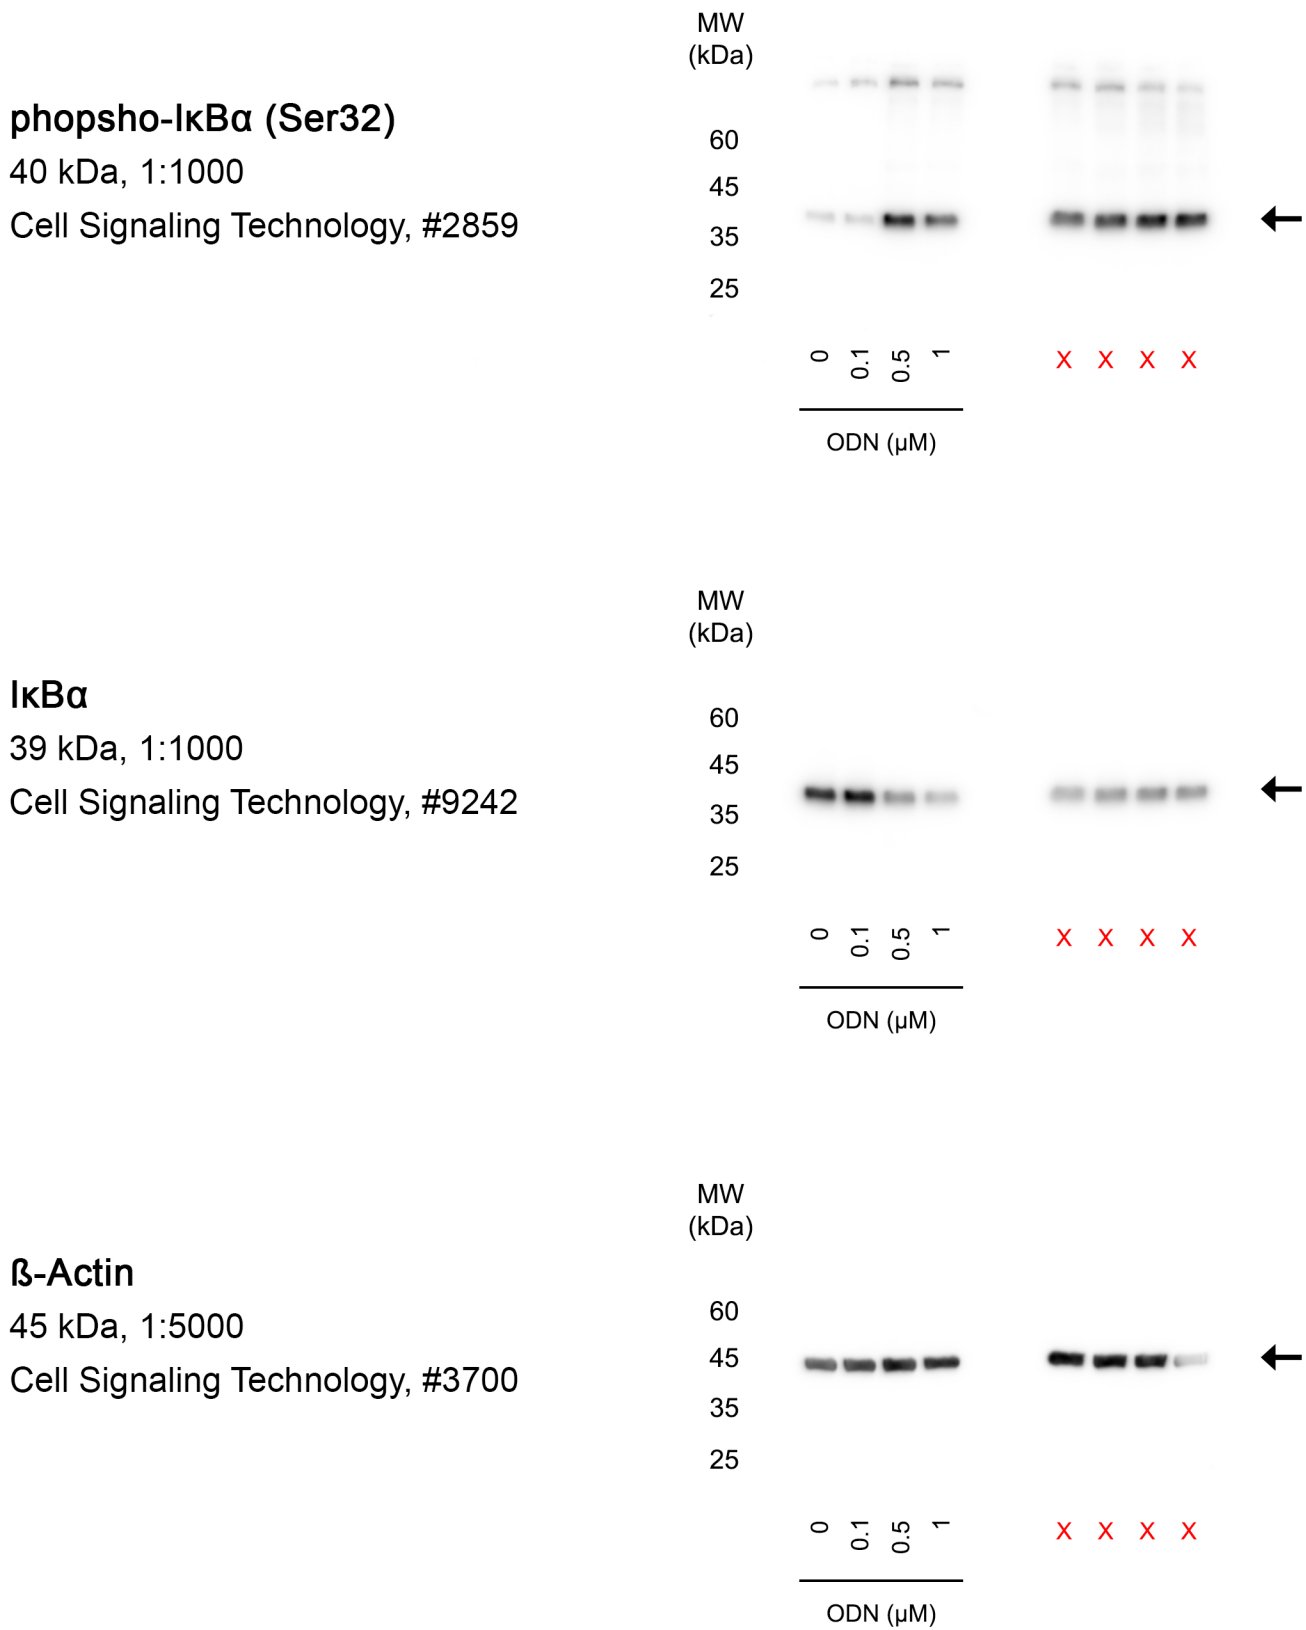 MW
(kDa)
phopsho-IκBα (Ser32)
40 kDa, 1:1000
Cell Signaling Technology, #2859
60
45
35
25
0 0.1 0.5 1 X X X X
ODN (µM)
MW
(kDa)
IκBα
39 kDa, 1:1000
Cell Signaling Technology, #9242
60
45
35
25
0 0.1 0.5 1 X X X X
ODN (µM)
MW
(kDa)
ß-Actin
45 kDa, 1:5000
Cell Signaling Technology, #3700
60
45
35
25
0 0.1 0.5 1 X X X X
ODN (µM)